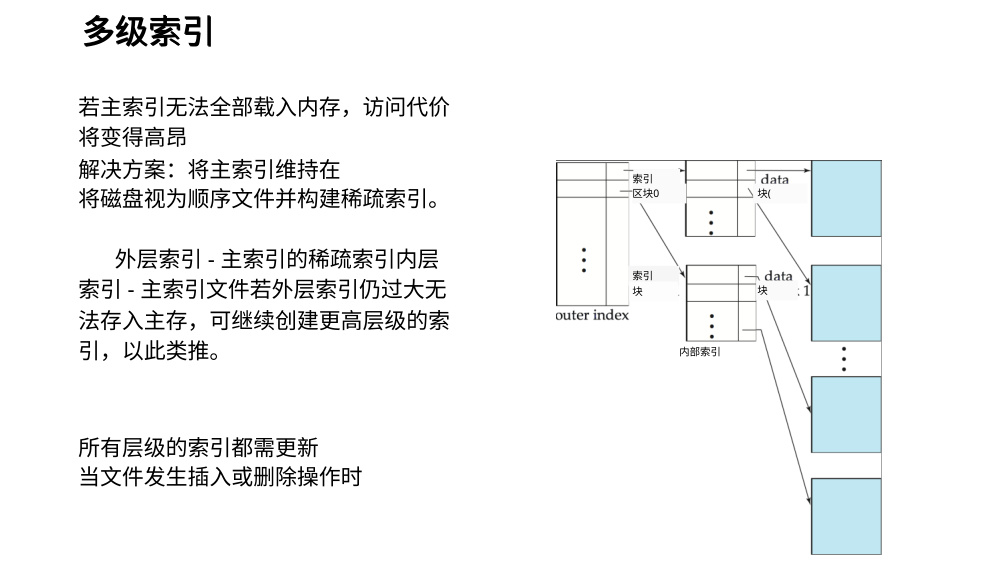 多级索引
若主索引无法全部载入内存，访问代价
将变得高昂
解决方案：将主索引维持在
将磁盘视为顺序文件并构建稀疏索引。
外层索引 - 主索引的稀疏索引内层
索引 - 主索引文件若外层索引仍过大无
法存入主存，可继续创建更高层级的索
引，以此类推。
所有层级的索引都需更新
当文件发生插入或删除操作时
索引
区块0
data
块(
索引
块
data
块
: 1
outer index
内部索引